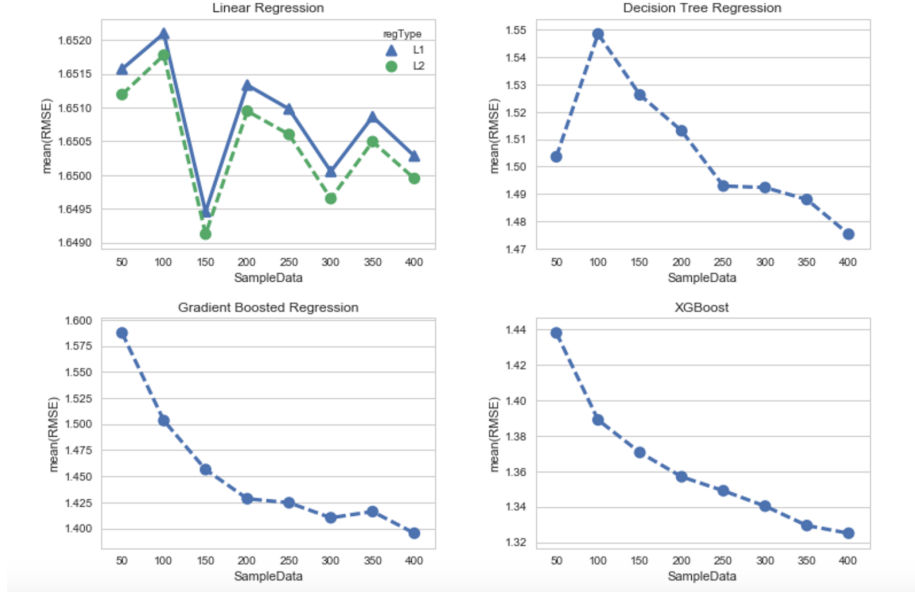 Linear Regression
mean(RMSE)
1.6520
1.6515
1.6510
1.6505
1.6500
1.6495
1.6490
regType
L1
L2
50 100 150 200 250 300 350 400
SampleData
Decision Tree Regression
mean(RMSE)
1.55
1.54
1.53
1.52
1.51
1.50
1.49
1.48
1.47
50 100 150 200 250 300 350 400
SampleData
Gradient Boosted Regression
mean(RMSE)
1.600
1.575
1.550
1.525
1.500
1.475
1.450
1.425
1.400
50 100 150 200 250 300 350 400
SampleData
XGBoost
mean(RMSE)
1.44
1.42
1.40
1.38
1.36
1.34
1.32
50 100 150 200 250 300 350 400
SampleData